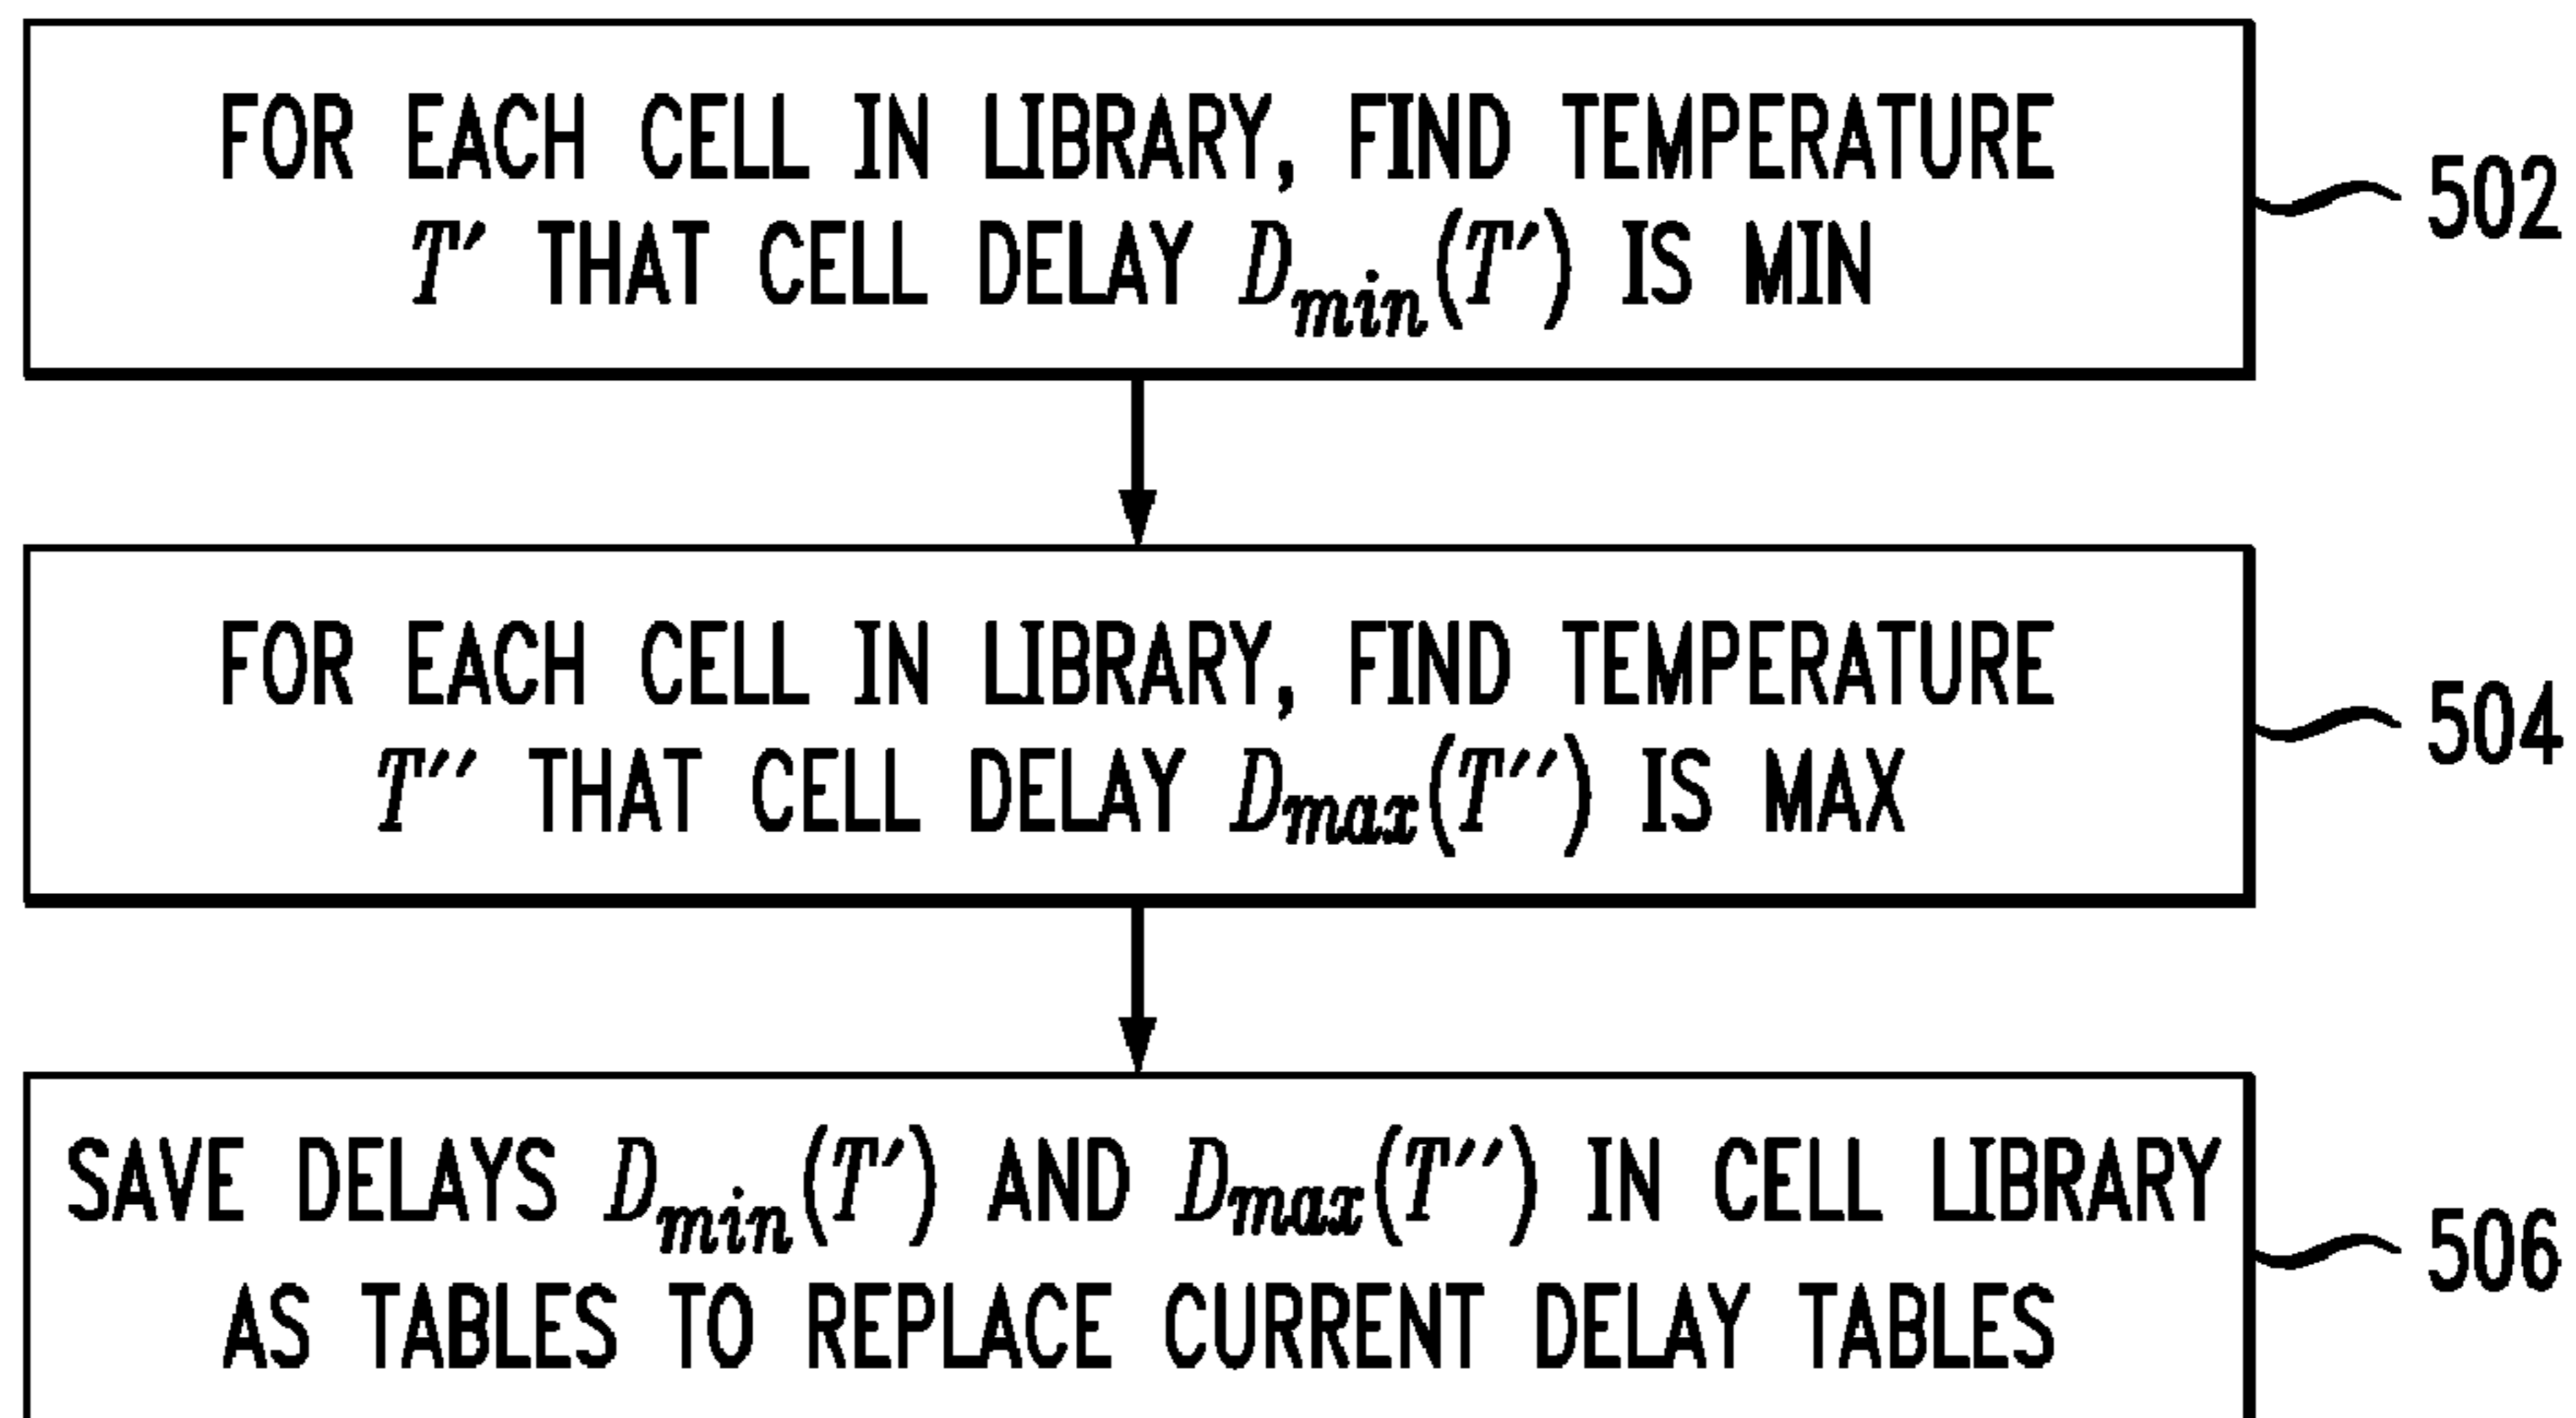 FOR EACH CELL IN LIBRARY, FIND TEMPERATURE
T' THAT CELL DELAY Dmin(T') IS MIN
502
FOR EACH CELL IN LIBRARY, FIND TEMPERATURE
T'' THAT CELL DELAY Dmax(T'') IS MAX
504
SAVE DELAYS Dmin(T') AND Dmax(T'') IN CELL LIBRARY
AS TABLES TO REPLACE CURRENT DELAY TABLES
506